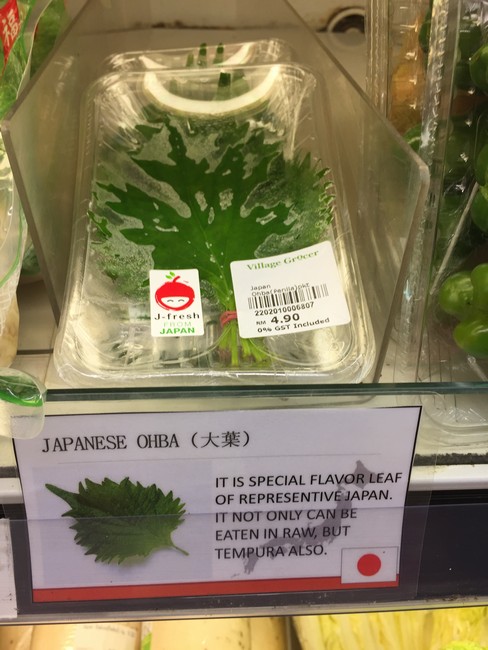 福
Village Grocer
Japan
2202010006807
RM 4.90
0% GST Included
J-fresh
FROM
JAPAN
JAPANESE OHBA (大葉)
IT IS SPECIAL FLAVOR LEAF
OF REPRESENTIVE JAPAN.
IT NOT ONLY CAN BE
EATEN IN RAW, BUT
TEMPURA ALSO.